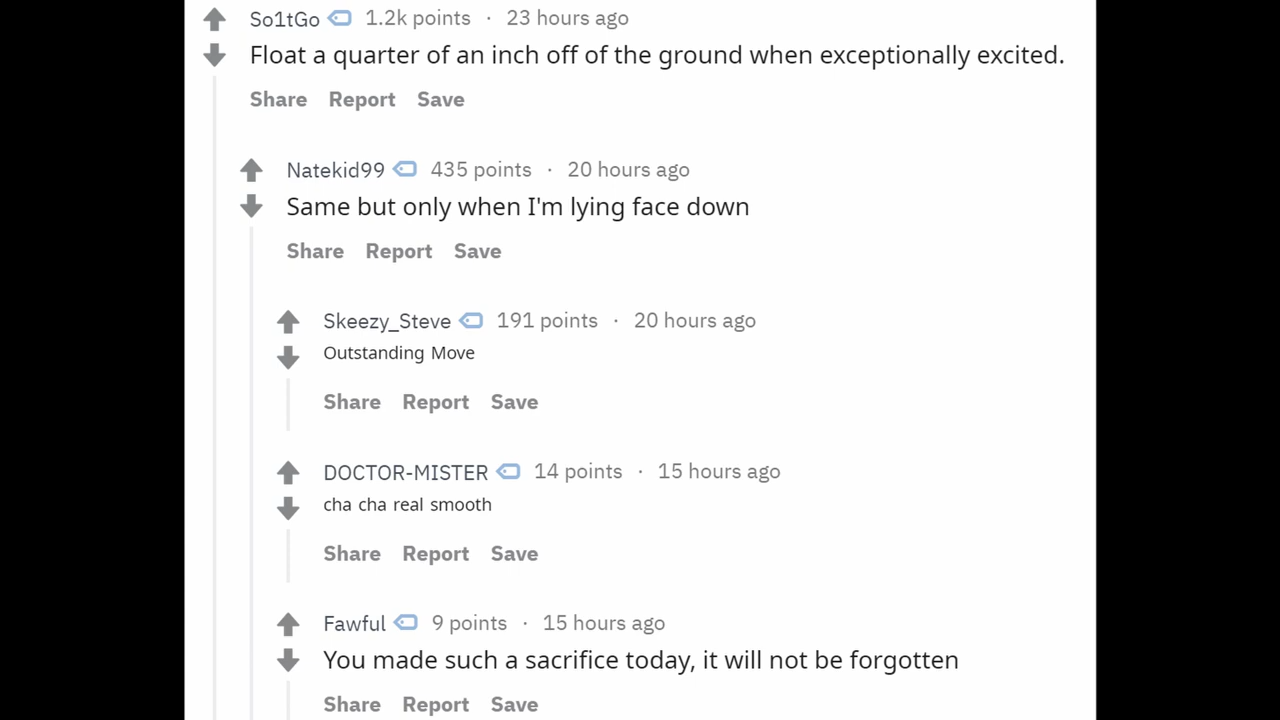 So1tGo 1.2k points · 23 hours ago
Float a quarter of an inch off of the ground when exceptionally excited.
Share Report Save
Natekid99 435 points · 20 hours ago
Same but only when I'm lying face down
Share Report Save
Skeezy_Steve 191 points · 20 hours ago
Outstanding Move
Share Report Save
DOCTOR-MISTER 14 points · 15 hours ago
cha cha real smooth
Share Report Save
Fawful 9 points · 15 hours ago
You made such a sacrifice today, it will not be forgotten
Share Report Save